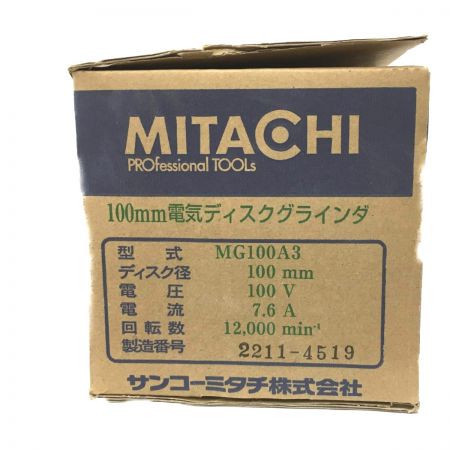 MITACHI
PROfessional TOOLs
100mm電気ディスクグラインダ
型式 MG100A3
ディスク径 100 mm
電圧 100 V
電流 7.6 A
回転数 12,000 min⁻¹
製造番号 2211-4519
サンコーミタチ株式会社